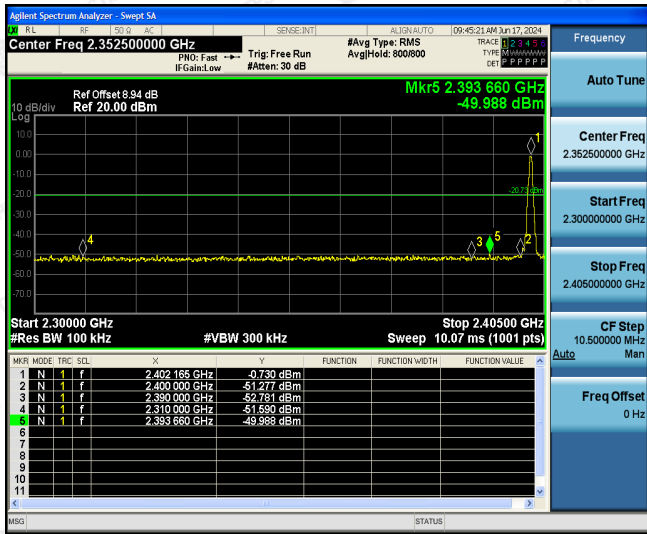 Agilent Spectrum Analyzer - Swept SA
LXI RL RF 50 Ω AC SENSE:INT ALIGN AUTO 09:45:21 AM Jun 17, 2024
Center Freq 2.352500000 GHz
PNO: Fast
IFGain:Low
Trig: Free Run
#Atten: 30 dB
#Avg Type: RMS
Avg|Hold: 800/800
TRACE 1 2 3 4 5 6
TYPE M
DET P P P P P P
Frequency
Auto Tune
Center Freq
2.352500000 GHz
Start Freq
2.300000000 GHz
Stop Freq
2.405000000 GHz
CF Step
10.500000 MHz
Auto Man
Freq Offset
0 Hz
Ref Offset 8.94 dB
10 dB/div Ref 20.00 dBm
Mkr5 2.393 660 GHz
-49.988 dBm
Log
10.0
0.00
-10.0
-20.0
-30.0
-40.0
-50.0
-60.0
-70.0
-20.73 dBm
1
4
3
5
2
Start 2.30000 GHz Stop 2.40500 GHz
#Res BW 100 kHz #VBW 300 kHz Sweep 10.07 ms (1001 pts)
MKR MODE TRC SCL X Y FUNCTION FUNCTION WIDTH FUNCTION VALUE
1 N 1 f 2.402 165 GHz -0.730 dBm
2 N 1 f 2.400 000 GHz -51.277 dBm
3 N 1 f 2.390 000 GHz -52.781 dBm
4 N 1 f 2.310 000 GHz -51.590 dBm
5 N 1 f 2.393 660 GHz -49.988 dBm
6
7
8
9
10
11
MSG STATUS